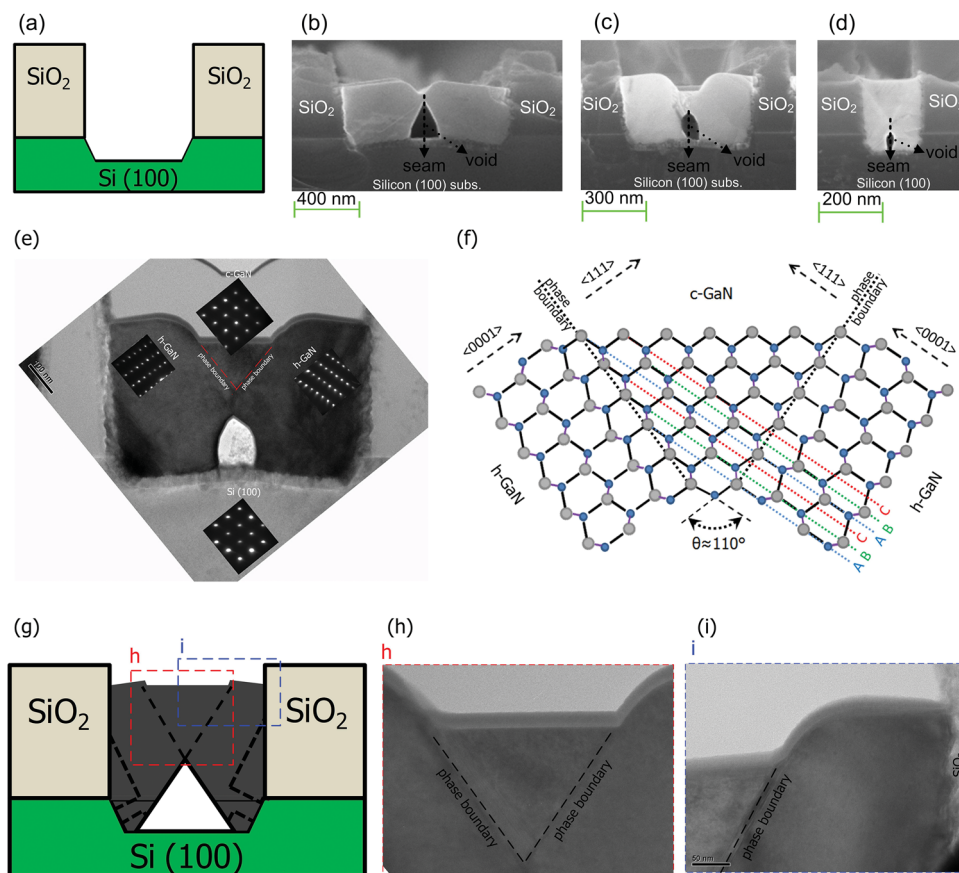 (a)
SiO2
SiO2
Si (100)
(b)
SiO2
SiO2
void
seam
Silicon (100) subs.
400 nm
(c)
SiO2
SiO2
void
seam
Silicon (100) subs.
300 nm
(d)
SiO2
void
seam
Silicon (100)
200 nm
(e)
c-GaN
h-GaN
h-GaN
phase boundary
phase boundary
Si (100)
(f)
<111>
<111>
c-GaN
phase
boundary
phase
boundary
<0001>
<0001>
h-GaN
h-GaN
θ≈110°
C
B
A
C
B
A
(g)
h
i
SiO2
SiO2
Si (100)
(h)
h
phase boundary
phase boundary
(i)
i
phase boundary
SiO2
50 nm